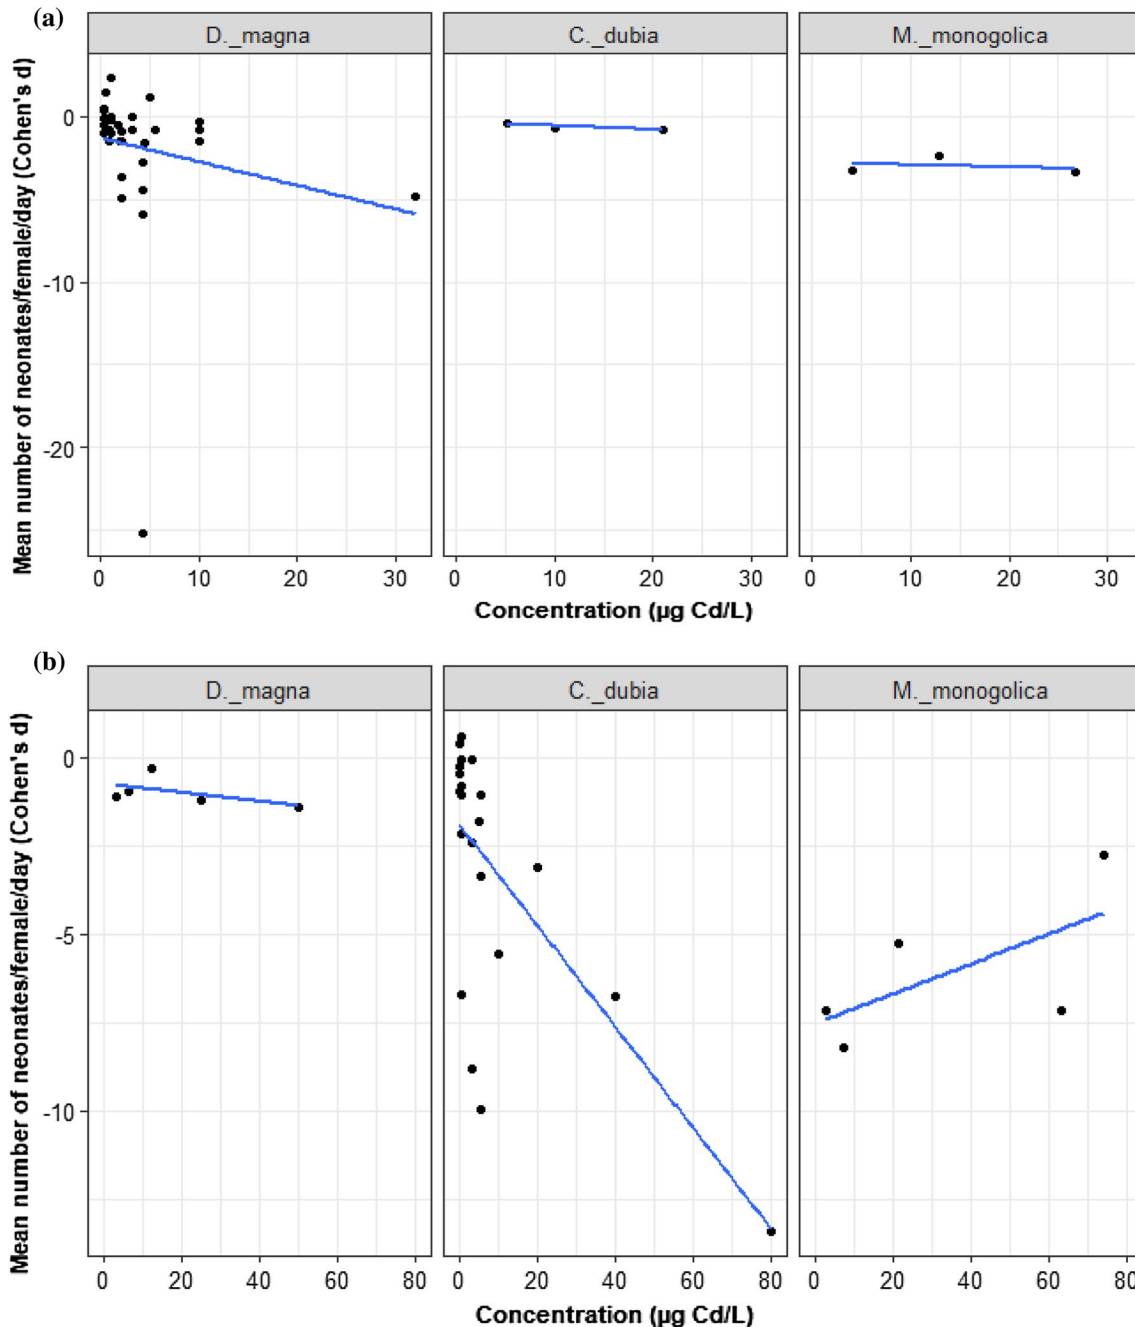 (a)
D._magna
C._dubia
M._monogolica
Mean number of neonates/female/day (Cohen's d)
0
-10
-20
0 10 20 30
0 10 20 30
0 10 20 30
Concentration (µg Cd/L)
(b)
D._magna
C._dubia
M._monogolica
Mean number of neonates/female/day (Cohen's d)
0
-5
-10
0 20 40 60 80
0 20 40 60 80
0 20 40 60 80
Concentration (µg Cd/L)